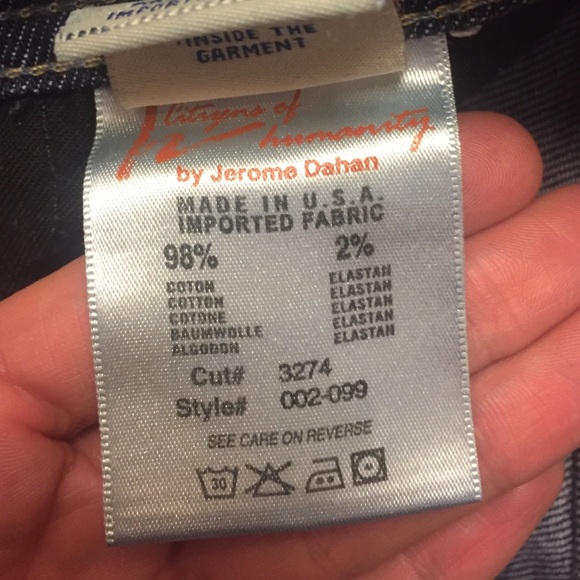 INSIDE THE
GARMENT
Citizens of
humanity
by Jerome Dahan
MADE IN U.S.A.
IMPORTED FABRIC
98% 2%
COTON ELASTAN
COTTON ELASTAN
COTONE ELASTAN
BAUMWOLLE ELASTAN
ALGODON ELASTAN
Cut# 3274
Style# 002-099
SEE CARE ON REVERSE
30